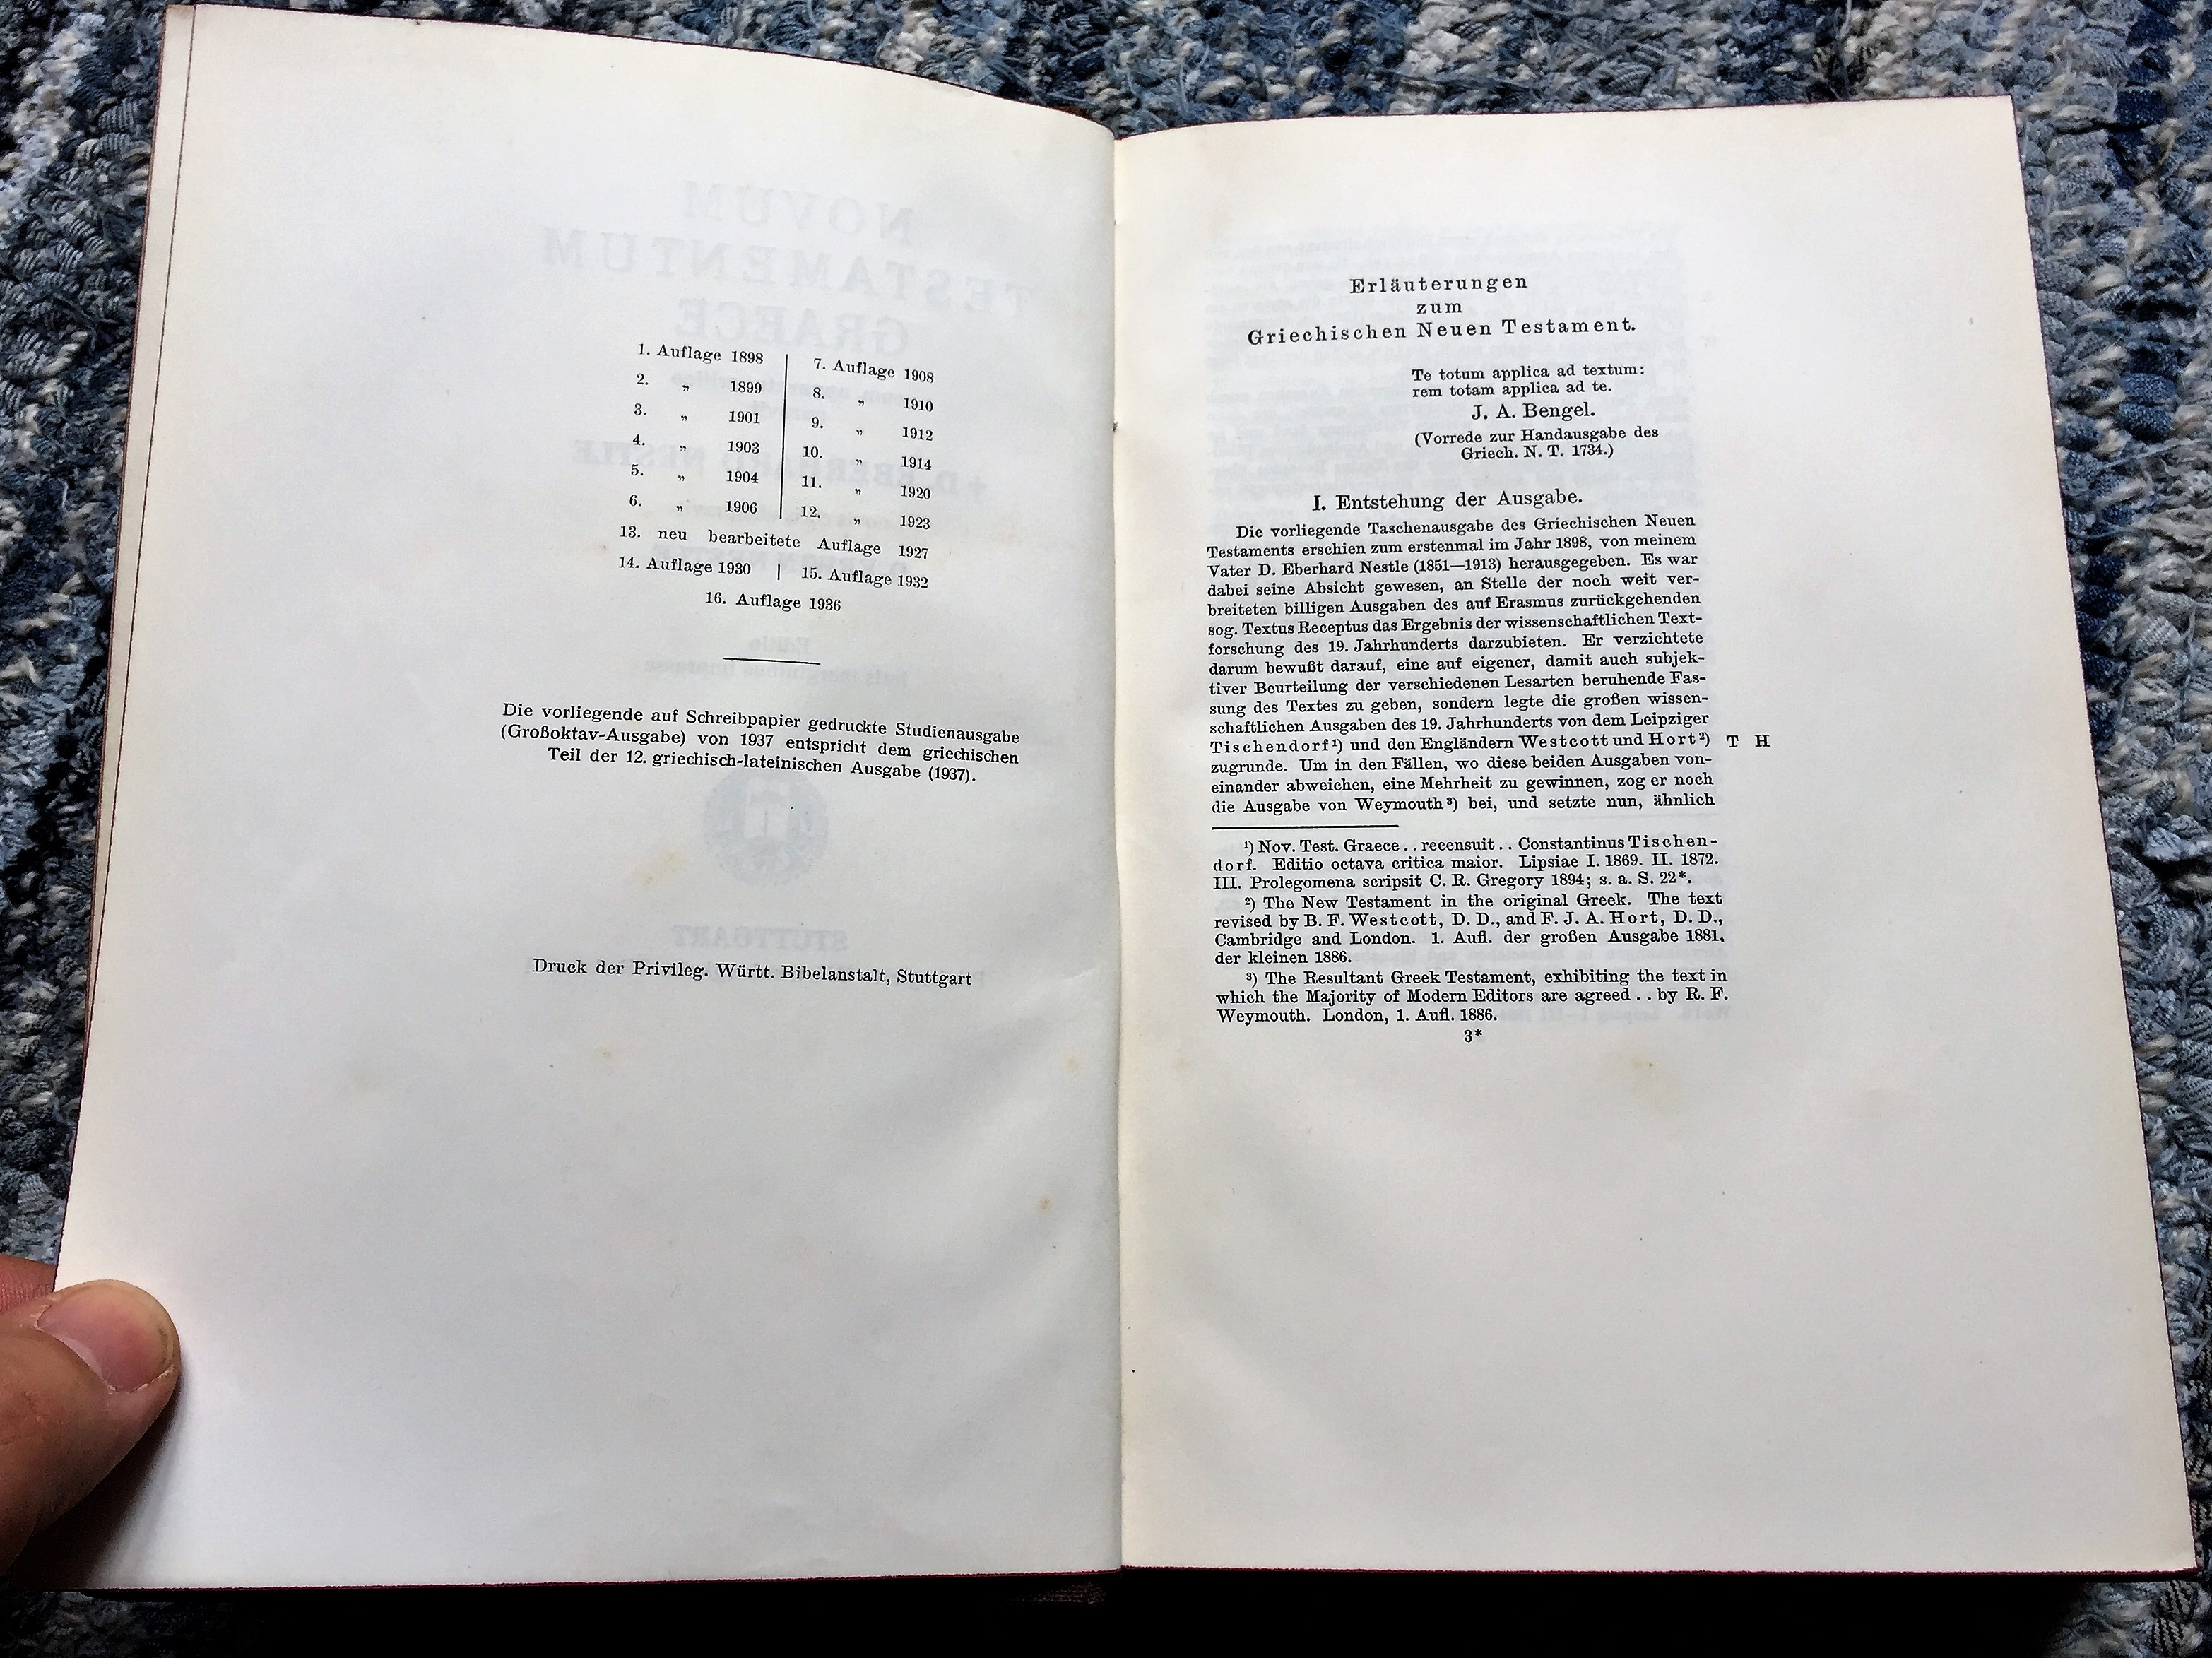 1. Auflage 1898 | 7. Auflage 1908
2. „ 1899 | 8. „ 1910
3. „ 1901 | 9. „ 1912
4. „ 1903 | 10. „ 1914
5. „ 1904 | 11. „ 1920
6. „ 1906 | 12. „ 1923
13. neu bearbeitete Auflage 1927
14. Auflage 1930 | 15. Auflage 1932
16. Auflage 1936
Die vorliegende auf Schreibpapier gedruckte Studienausgabe
(Großoktav-Ausgabe) von 1937 entspricht dem griechischen
Teil der 12. griechisch-lateinischen Ausgabe (1937).
Druck der Privileg. Württ. Bibelanstalt, Stuttgart
Erläuterungen
zum
Griechischen Neuen Testament.
Te totum applica ad textum:
rem totam applica ad te.
J. A. Bengel.
(Vorrede zur Handausgabe des
Griech. N. T. 1734.)
I. Entstehung der Ausgabe.
Die vorliegende Taschenausgabe des Griechischen Neuen
Testaments erschien zum erstenmal im Jahr 1898, von meinem
Vater D. Eberhard Nestle (1851—1913) herausgegeben. Es war
dabei seine Absicht gewesen, an Stelle der noch weit ver-
breiteten billigen Ausgaben des auf Erasmus zurückgehenden
sog. Textus Receptus das Ergebnis der wissenschaftlichen Text-
forschung des 19. Jahrhunderts darzubieten. Er verzichtete
darum bewußt darauf, eine auf eigener, damit auch subjek-
tiver Beurteilung der verschiedenen Lesarten beruhende Fas-
sung des Textes zu geben, sondern legte die großen wissen-
schaftlichen Ausgaben des 19. Jahrhunderts von dem Leipziger
Tischendorf¹) und den Engländern Westcott und Hort²) T H
zugrunde. Um in den Fällen, wo diese beiden Ausgaben von-
einander abweichen, eine Mehrheit zu gewinnen, zog er noch
die Ausgabe von Weymouth³) bei, und setzte nun, ähnlich
¹) Nov. Test. Graece . . recensuit . . Constantinus Tischen-
dorf. Editio octava critica maior. Lipsiae I. 1869. II. 1872.
III. Prolegomena scripsit C. R. Gregory 1894; s. a. S. 22*.
²) The New Testament in the original Greek. The text
revised by B. F. Westcott, D. D., and F. J. A. Hort, D. D.,
Cambridge and London. 1. Aufl. der großen Ausgabe 1881,
der kleinen 1886.
³) The Resultant Greek Testament, exhibiting the text in
which the Majority of Modern Editors are agreed . . by R. F.
Weymouth. London, 1. Aufl. 1886.
3*